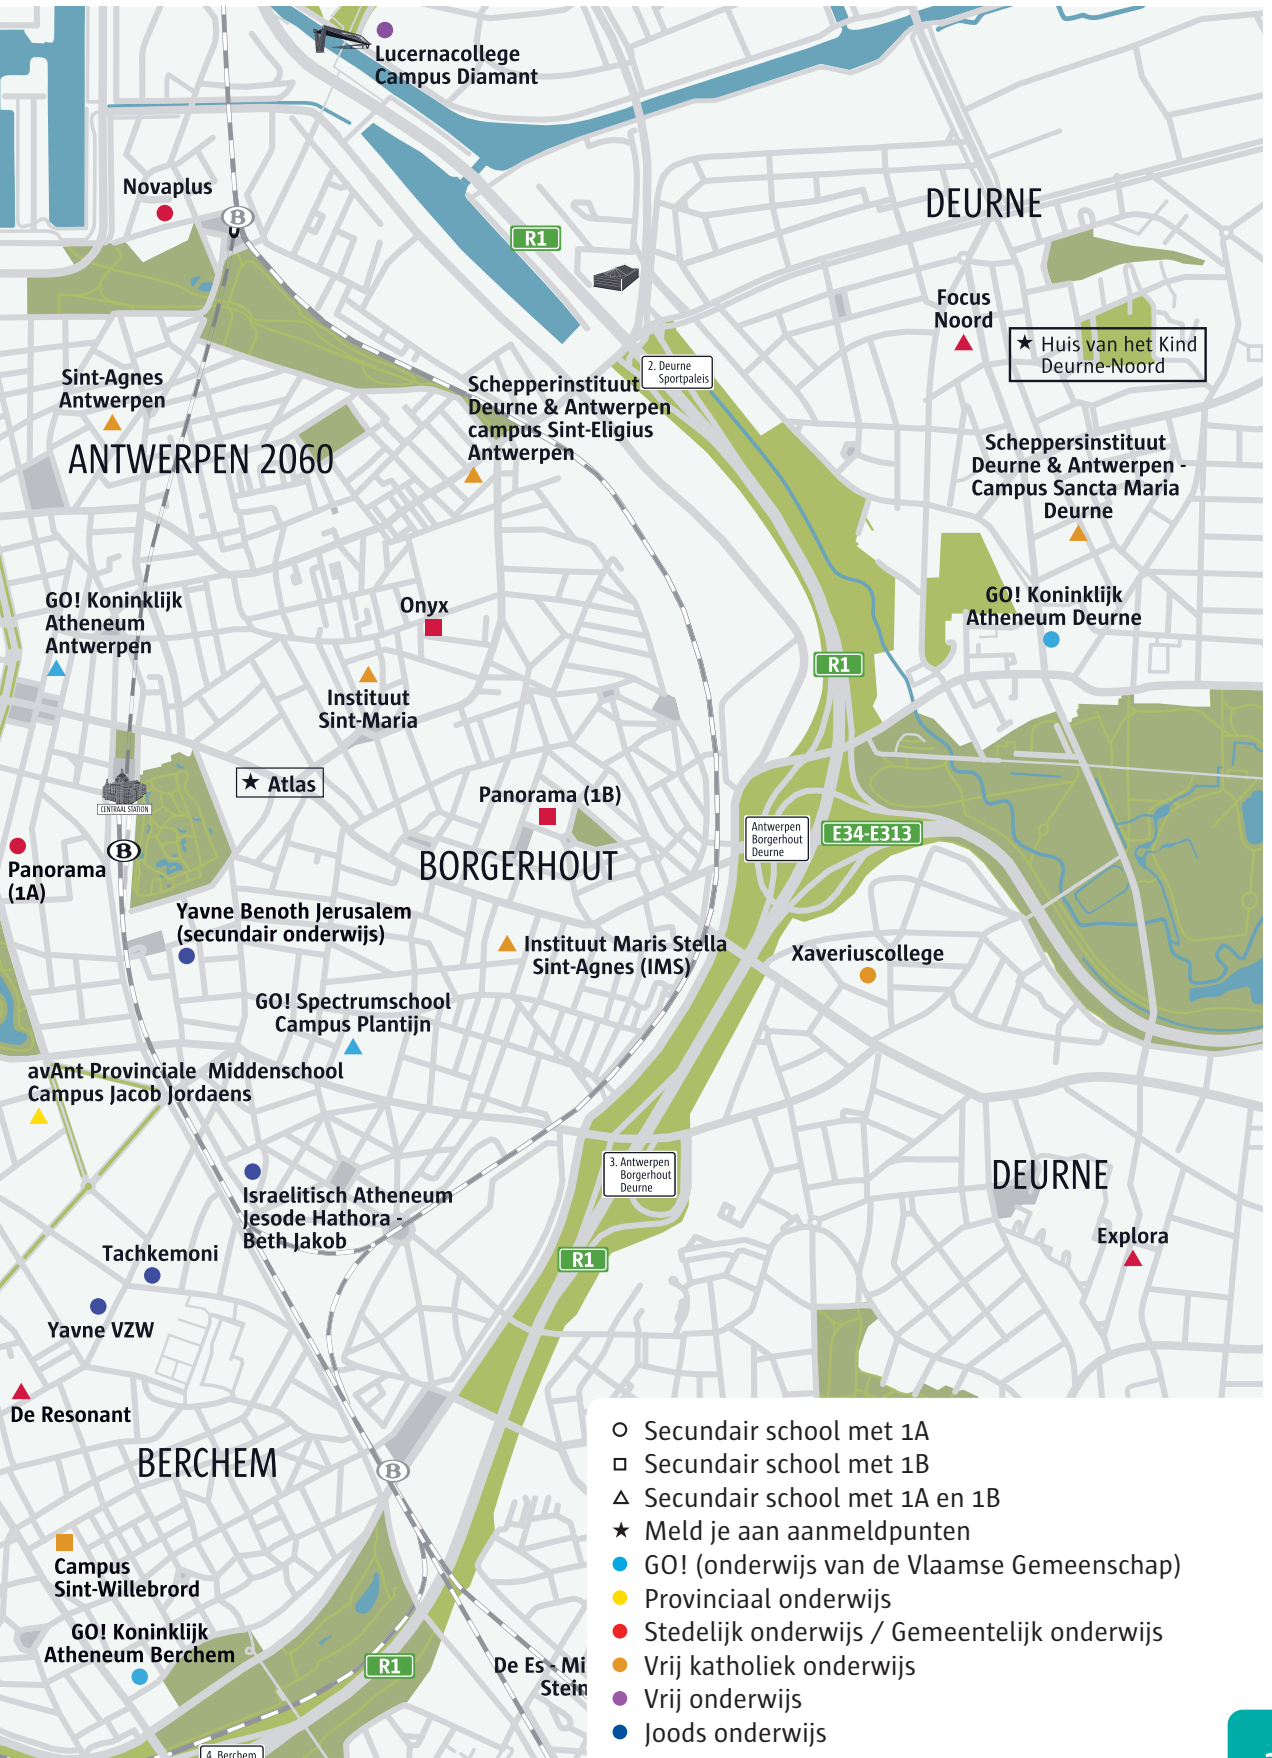 Lucernacollege
Campus Diamant
Novaplus
B
R1
DEURNE
Focus
Noord
★ Huis van het Kind
Deurne-Noord
2. Deurne
Sportpaleis
Sint-Agnes
Antwerpen
Schepperinstituut
Deurne & Antwerpen
campus Sint-Eligius
Antwerpen
ANTWERPEN 2060
Scheppersinstituut
Deurne & Antwerpen -
Campus Sancta Maria
Deurne
GO! Koninklijk
Atheneum
Antwerpen
Onyx
GO! Koninklijk
Atheneum Deurne
R1
Instituut
Sint-Maria
★ Atlas
CENTRAAL STATION
Panorama (1B)
Antwerpen
Borgerhout
Deurne
E34-E313
B
Panorama
(1A)
BORGERHOUT
Yavne Benoth Jerusalem
(secundair onderwijs)
Instituut Maris Stella
Sint-Agnes (IMS)
Xaveriuscollege
GO! Spectrumschool
Campus Plantijn
avAnt Provinciale Middenschool
Campus Jacob Jordaens
3. Antwerpen
Borgerhout
Deurne
DEURNE
Israelitisch Atheneum
Jesode Hathora -
Beth Jakob
Explora
Tachkemoni
R1
Yavne VZW
De Resonant
BERCHEM
B
Campus
Sint-Willebrord
GO! Koninklijk
Atheneum Berchem
R1
De Es - Mi
Stein
4. Berchem
Secundair school met 1A
Secundair school met 1B
Secundair school met 1A en 1B
★ Meld je aan aanmeldpunten
GO! (onderwijs van de Vlaamse Gemeenschap)
Provinciaal onderwijs
Stedelijk onderwijs / Gemeentelijk onderwijs
Vrij katholiek onderwijs
Vrij onderwijs
Joods onderwijs